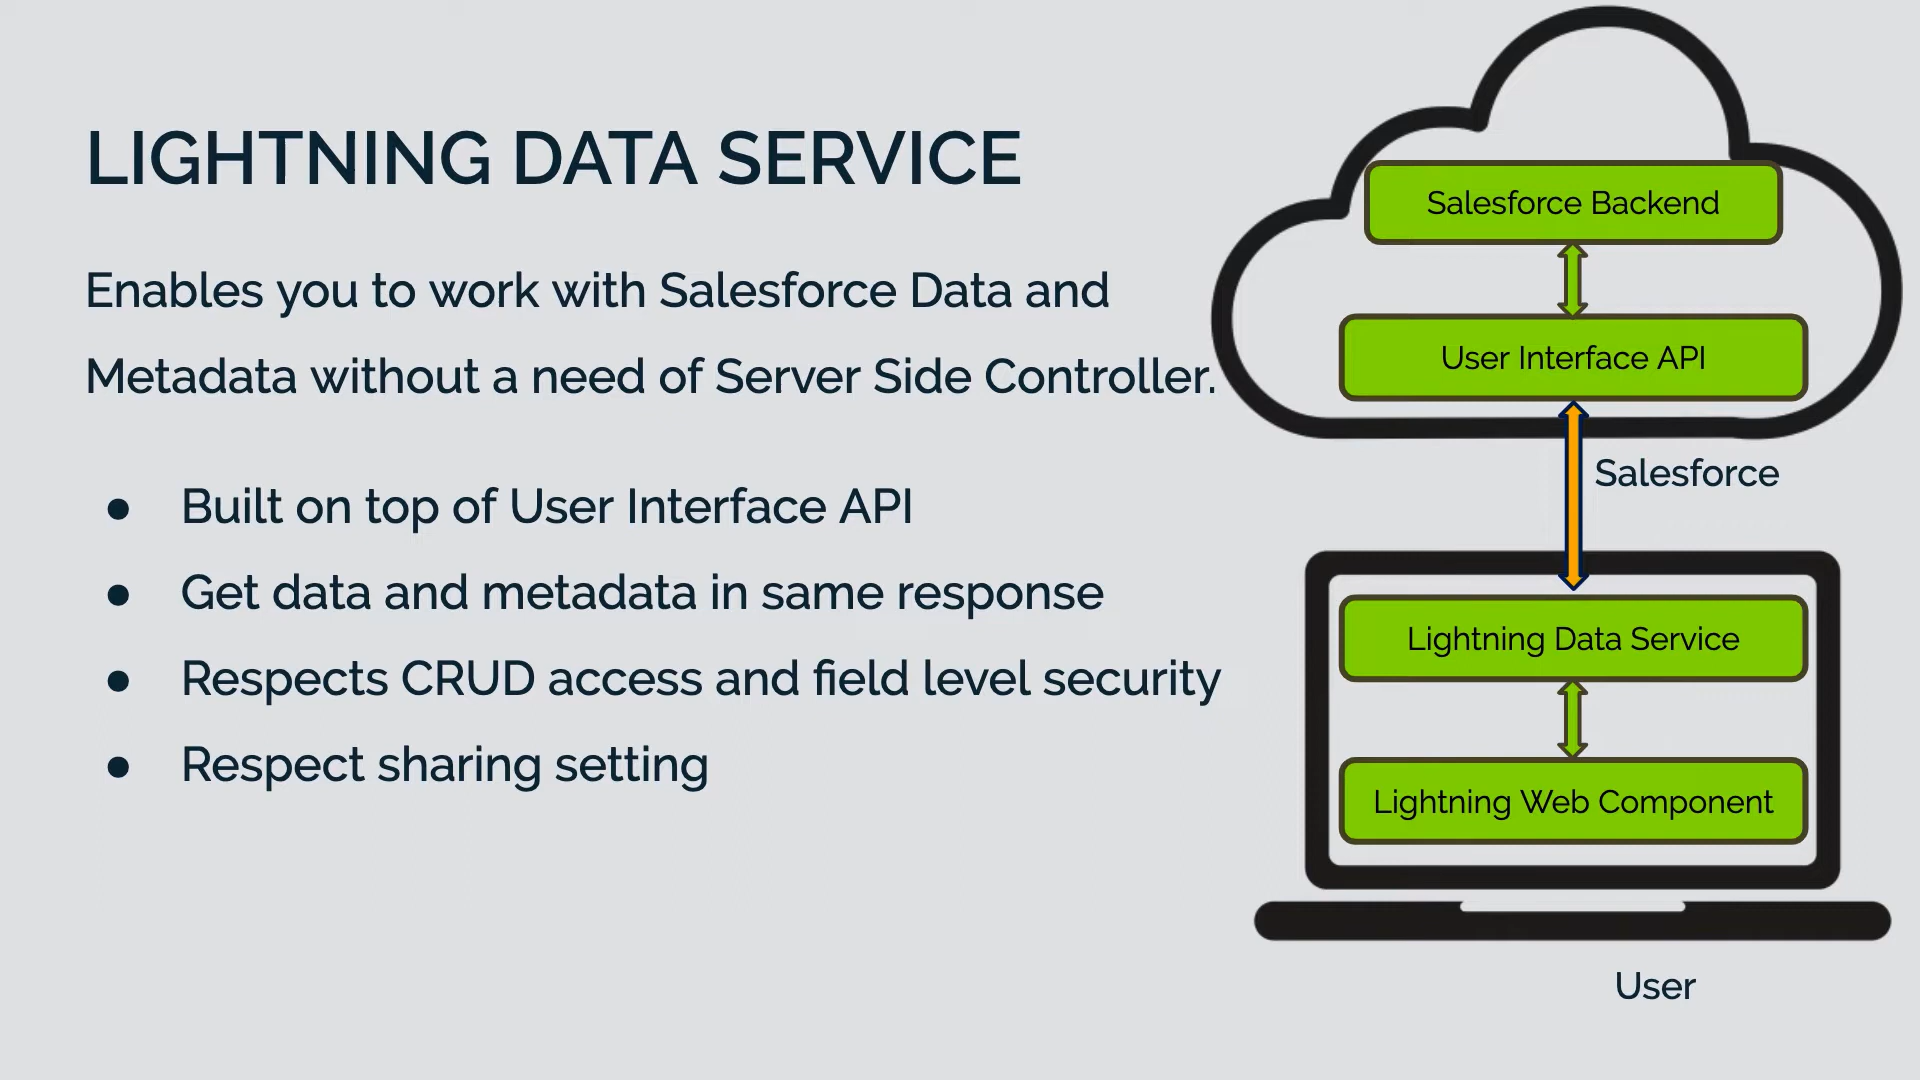 LIGHTNING DATA SERVICE
Enables you to work with Salesforce Data and
Metadata without a need of Server Side Controller.
● Built on top of User Interface API
● Get data and metadata in same response
● Respects CRUD access and field level security
● Respect sharing setting
Salesforce Backend
User Interface API
Salesforce
Lightning Data Service
Lightning Web Component
User